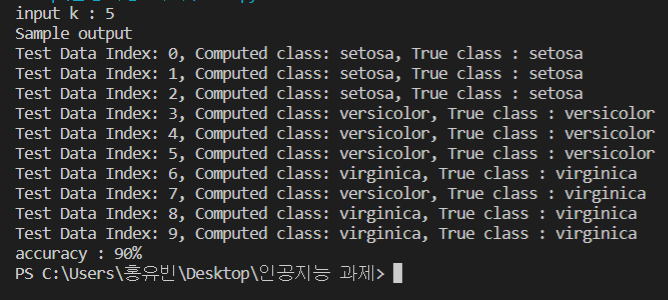 input k : 5
Sample output
Test Data Index: 0, Computed class: setosa, True class : setosa
Test Data Index: 1, Computed class: setosa, True class : setosa
Test Data Index: 2, Computed class: setosa, True class : setosa
Test Data Index: 3, Computed class: versicolor, True class : versicolor
Test Data Index: 4, Computed class: versicolor, True class : versicolor
Test Data Index: 5, Computed class: versicolor, True class : versicolor
Test Data Index: 6, Computed class: virginica, True class : virginica
Test Data Index: 7, Computed class: versicolor, True class : virginica
Test Data Index: 8, Computed class: virginica, True class : virginica
Test Data Index: 9, Computed class: virginica, True class : virginica
accuracy : 90%
PS C:\Users\홍유빈\Desktop\인공지능 과제>